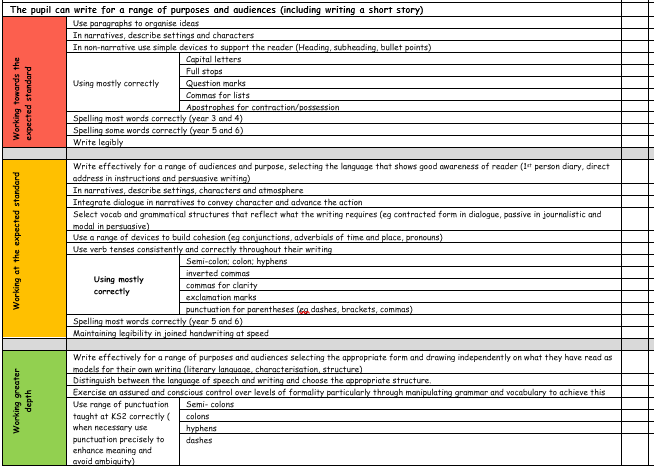 The pupil can write for a range of purposes and audiences (including writing a short story)
Working towards the
expected standard
Use paragraphs to organise ideas
In narratives, describe settings and characters
In non-narrative use simple devices to support the reader (Heading, subheading, bullet points)
Using mostly correctly
Capital letters
Full stops
Question marks
Commas for lists
Apostrophes for contraction/possession
Spelling most words correctly (year 3 and 4)
Spelling some words correctly (year 5 and 6)
Write legibly
Working at the expected standard
Write effectively for a range of audiences and purpose, selecting the language that shows good awareness of reader (1st person diary, direct
address in instructions and persuasive writing)
In narratives, describe settings, characters and atmosphere
Integrate dialogue in narratives to convey character and advance the action
Select vocab and grammatical structures that reflect what the writing requires (eg contracted form in dialogue, passive in journalistic and
modal in persuasive)
Use a range of devices to build cohesion (eg conjunctions, adverbials of time and place, pronouns)
Use verb tenses consistently and correctly throughout their writing
Using mostly
correctly
Semi-colon; colon; hyphens
inverted commas
commas for clarity
exclamation marks
punctuation for parentheses (eg dashes, brackets, commas)
Spelling most words correctly (year 5 and 6)
Maintaining legibility in joined handwriting at speed
Working greater
depth
Write effectively for a range of purposes and audiences selecting the appropriate form and drawing independently on what they have read as
models for their own writing (literary language, characterisation, structure)
Distinguish between the language of speech and writing and choose the appropriate structure.
Exercise an assured and conscious control over levels of formality particularly through manipulating grammar and vocabulary to achieve this
Use range of punctuation
taught at KS2 correctly (
when necessary use
punctuation precisely to
enhance meaning and
avoid ambiguity)
Semi- colons
colons
hyphens
dashes